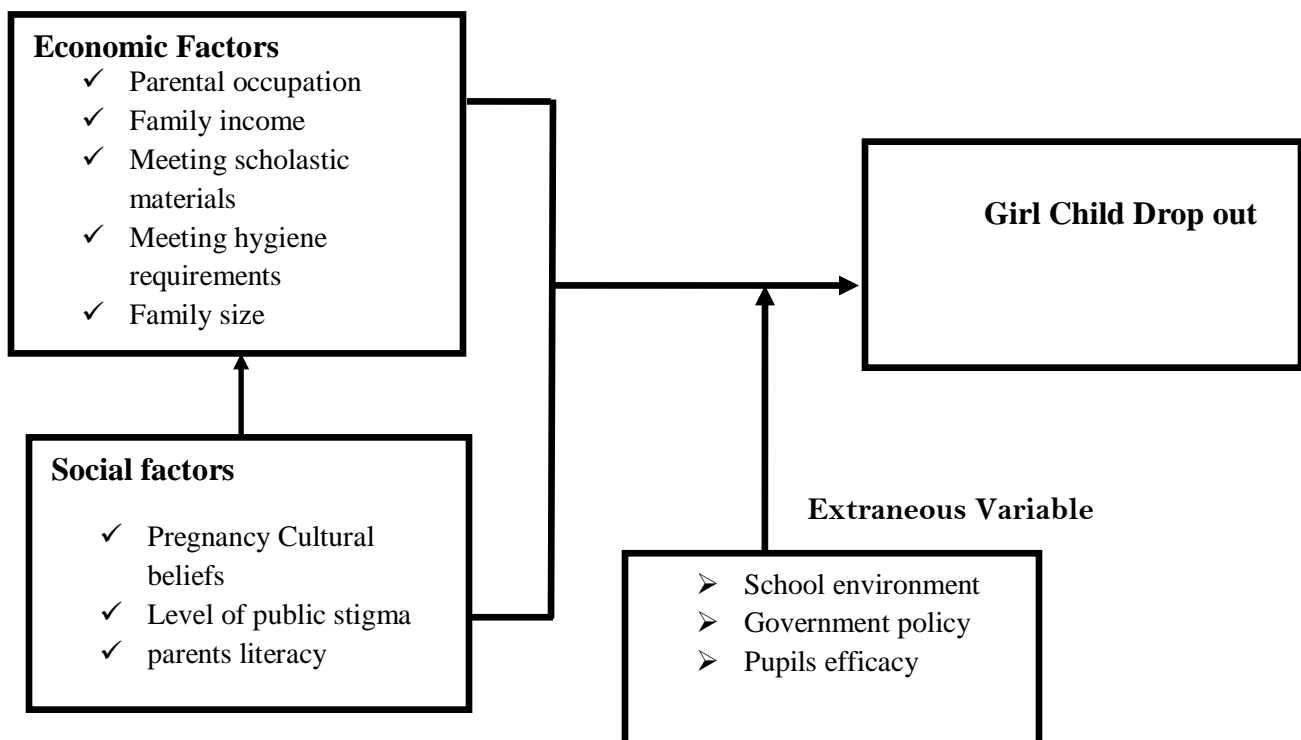 Economic Factors
✓ Parental occupation
✓ Family income
✓ Meeting scholastic
materials
✓ Meeting hygiene
requirements
✓ Family size
Girl Child Drop out
Social factors
✓ Pregnancy Cultural
beliefs
✓ Level of public stigma
✓ parents literacy
Extraneous Variable
➢ School environment
➢ Government policy
➢ Pupils efficacy